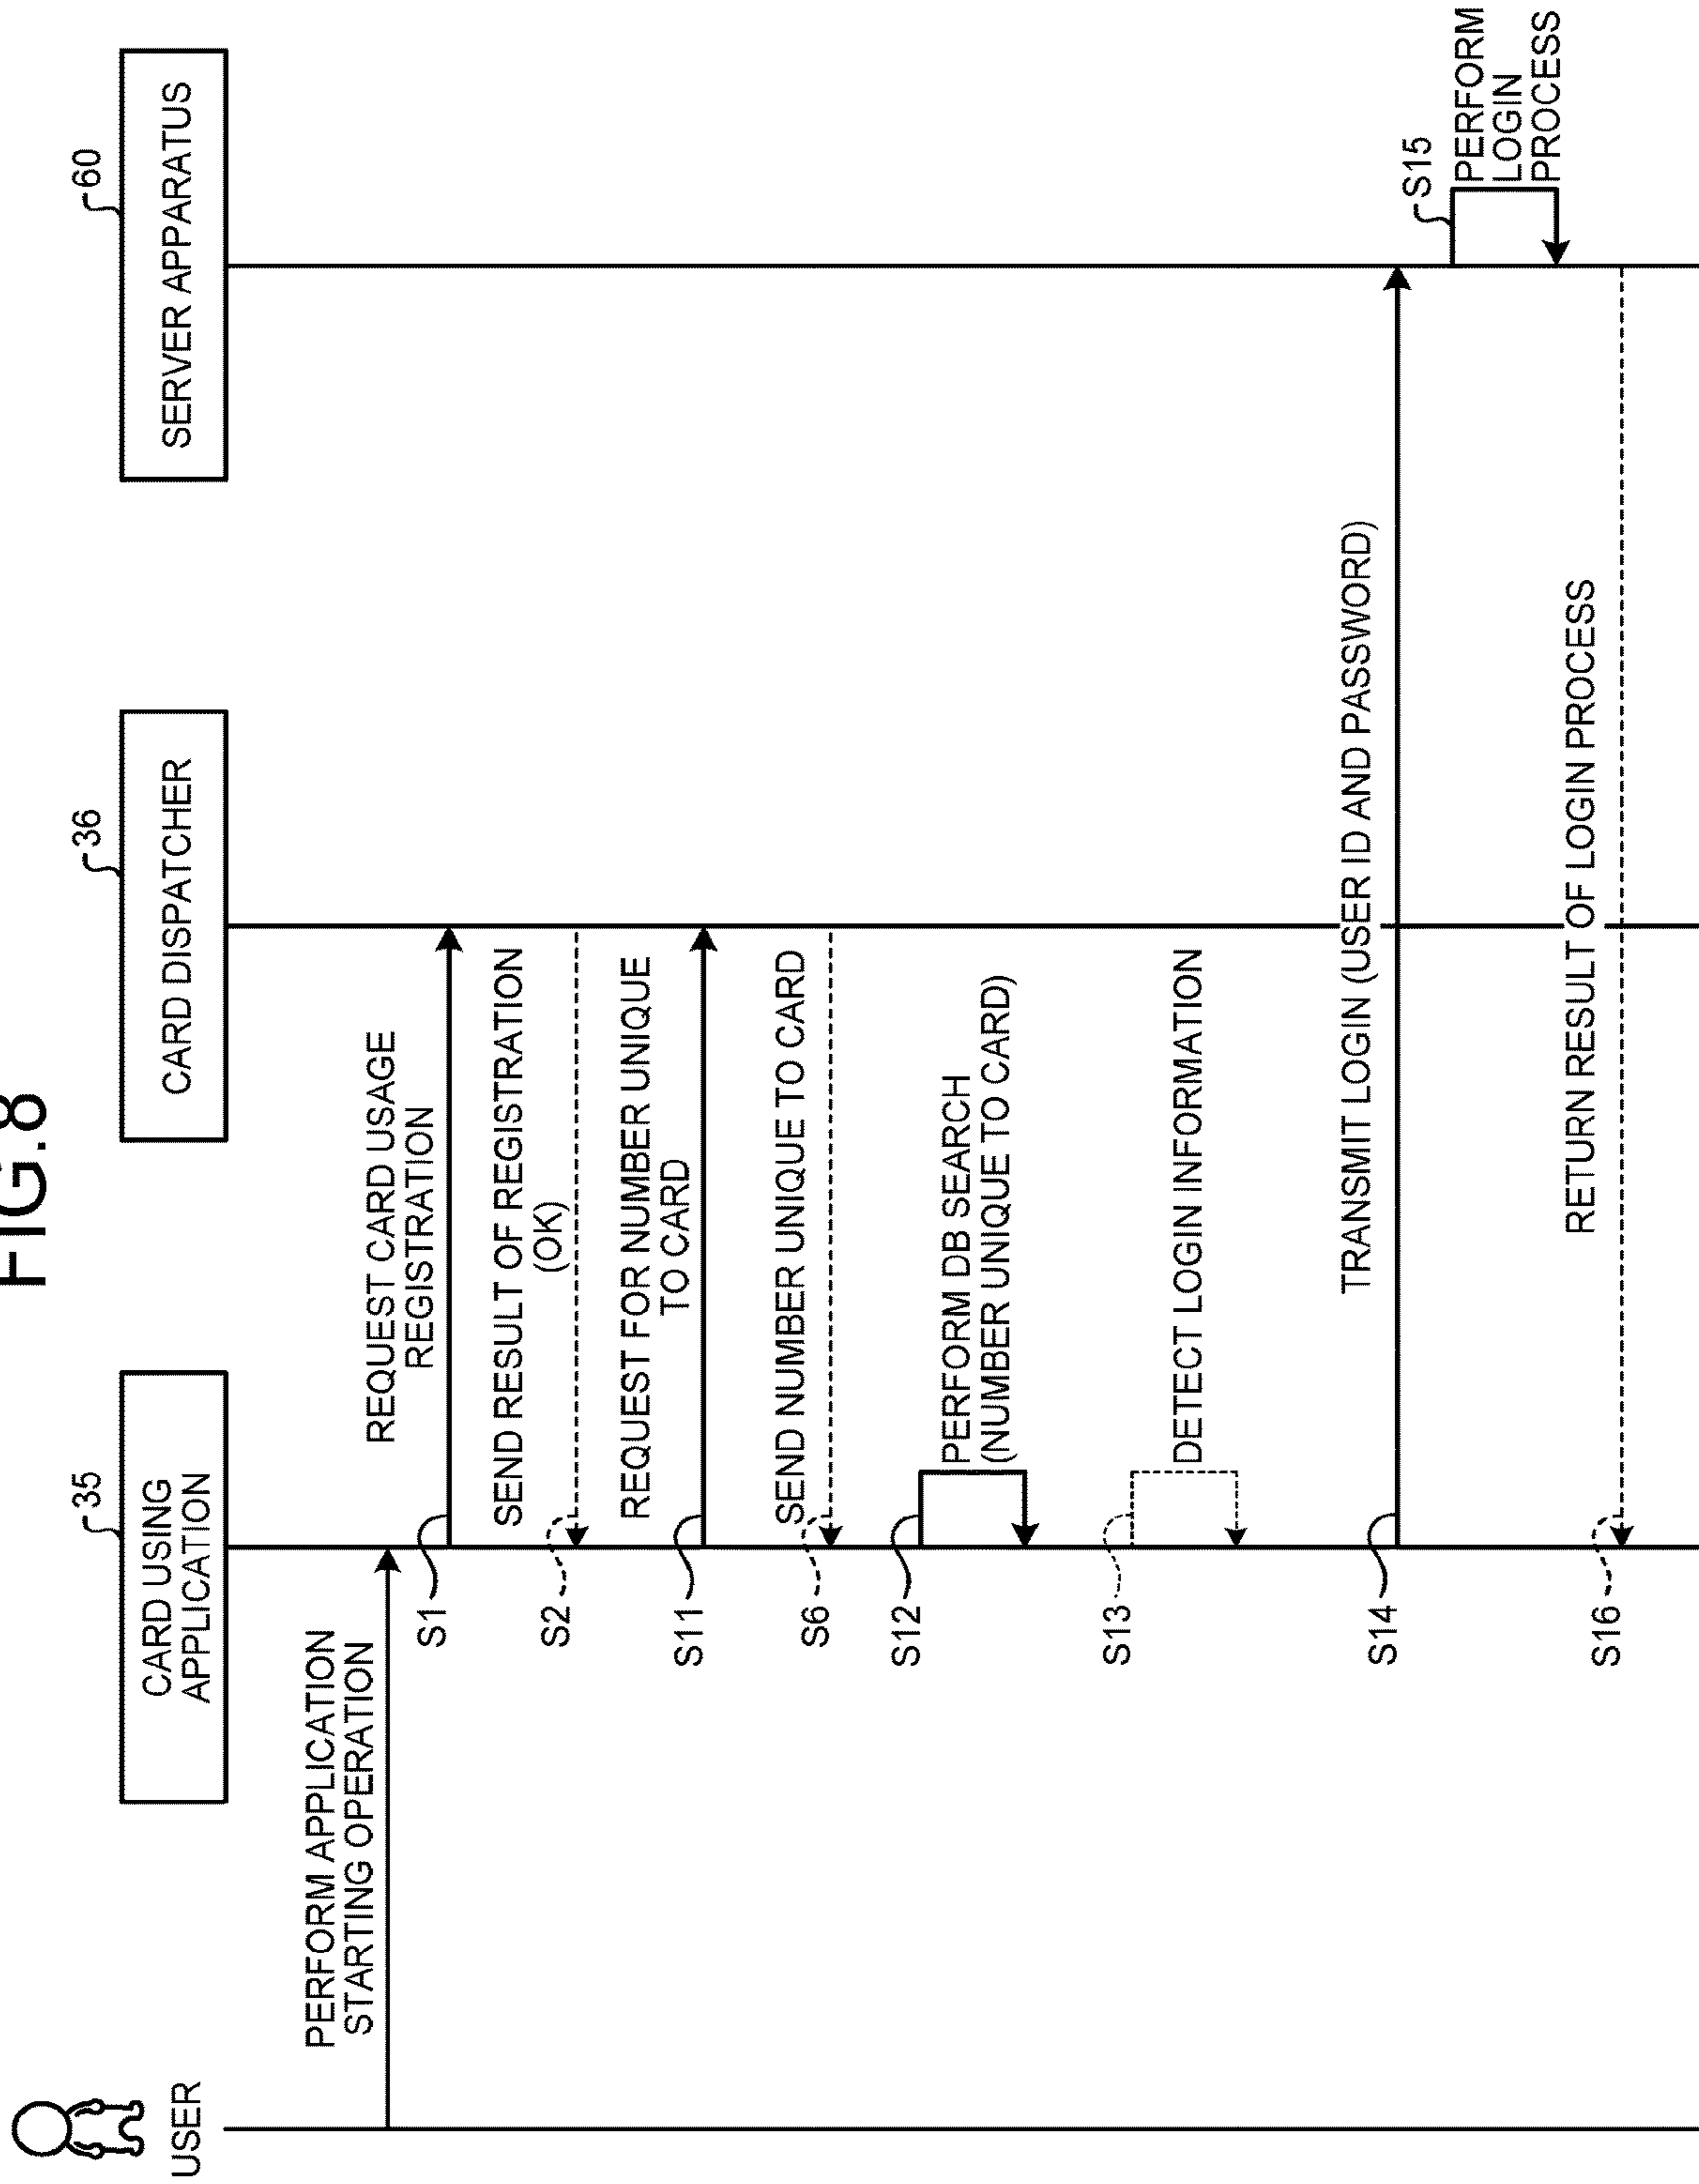 FIG.8
USER
35
CARD USING
APPLICATION
36
CARD DISPATCHER
60
SERVER APPARATUS
PERFORM APPLICATION
STARTING OPERATION
S1
REQUEST CARD USAGE
REGISTRATION
S2
SEND RESULT OF REGISTRATION
(OK)
S11
REQUEST FOR NUMBER UNIQUE
TO CARD
S6
SEND NUMBER UNIQUE TO CARD
S12
PERFORM DB SEARCH
(NUMBER UNIQUE TO CARD)
S13
DETECT LOGIN INFORMATION
S14
TRANSMIT LOGIN (USER ID AND PASSWORD)
S15
PERFORM
LOGIN
PROCESS
S16
RETURN RESULT OF LOGIN PROCESS